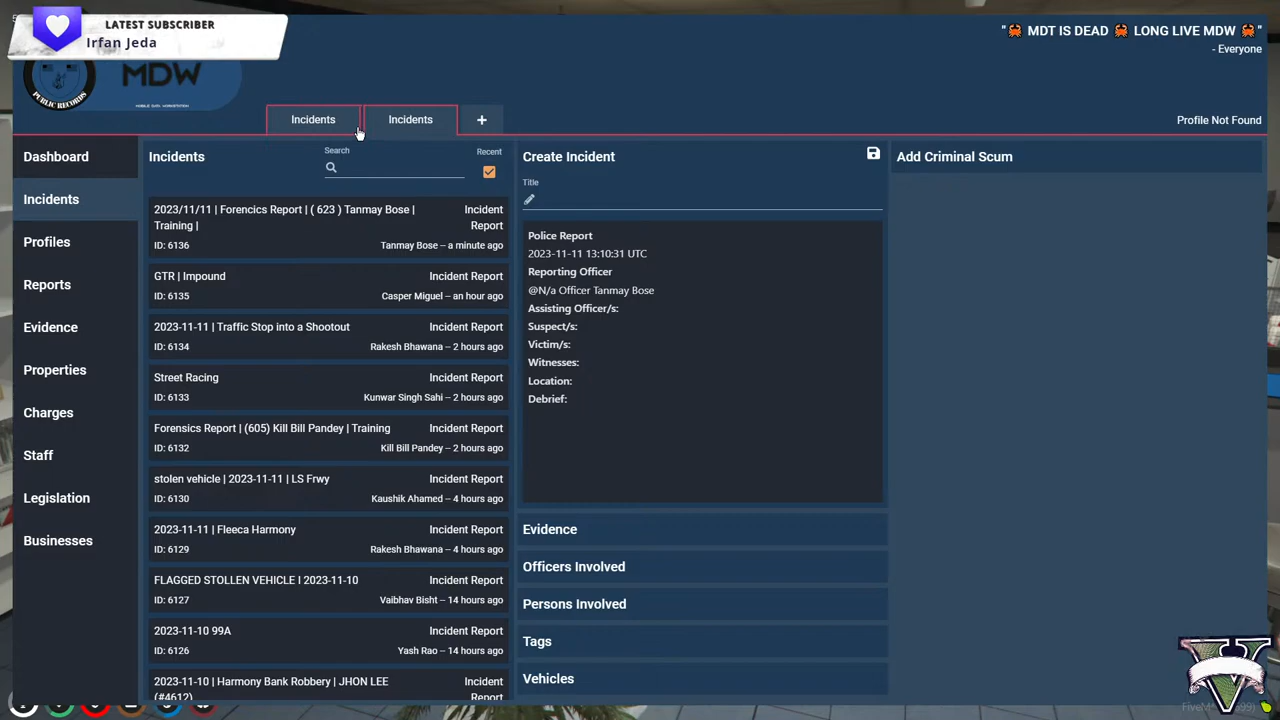 LATEST SUBSCRIBER
Irfan Jeda
" MDT IS DEAD LONG LIVE MDW "
- Everyone
PUBLIC RECORDS
MDW
MOBILE DATA WORKSTATION
Incidents
Incidents
+
Profile Not Found
Dashboard
Incidents
Profiles
Reports
Evidence
Properties
Charges
Staff
Legislation
Businesses
Incidents
Search
Recent
2023/11/11 | Forencics Report | ( 623 ) Tanmay Bose |
Training |
Incident
Report
ID: 6136
Tanmay Bose – a minute ago
GTR | Impound
Incident Report
ID: 6135
Casper Miguel – an hour ago
2023-11-11 | Traffic Stop into a Shootout
Incident Report
ID: 6134
Rakesh Bhawana – 2 hours ago
Street Racing
Incident Report
ID: 6133
Kunwar Singh Sahi – 2 hours ago
Forensics Report | (605) Kill Bill Pandey | Training
Incident Report
ID: 6132
Kill Bill Pandey – 2 hours ago
stolen vehicle | 2023-11-11 | LS Frwy
Incident Report
ID: 6130
Kaushik Ahamed – 4 hours ago
2023-11-11 | Fleeca Harmony
Incident Report
ID: 6129
Rakesh Bhawana – 4 hours ago
FLAGGED STOLLEN VEHICLE I 2023-11-10
Incident Report
ID: 6127
Vaibhav Bisht – 14 hours ago
2023-11-10 99A
Incident Report
ID: 6126
Yash Rao – 14 hours ago
2023-11-10 | Harmony Bank Robbery | JHON LEE
(#4612)
Incident
Report
Create Incident
Title
Police Report
2023-11-11 13:10:31 UTC
Reporting Officer
@N/a Officer Tanmay Bose
Assisting Officer/s:
Suspect/s:
Victim/s:
Witnesses:
Location:
Debrief:
Evidence
Officers Involved
Persons Involved
Tags
Vehicles
Add Criminal Scum
V